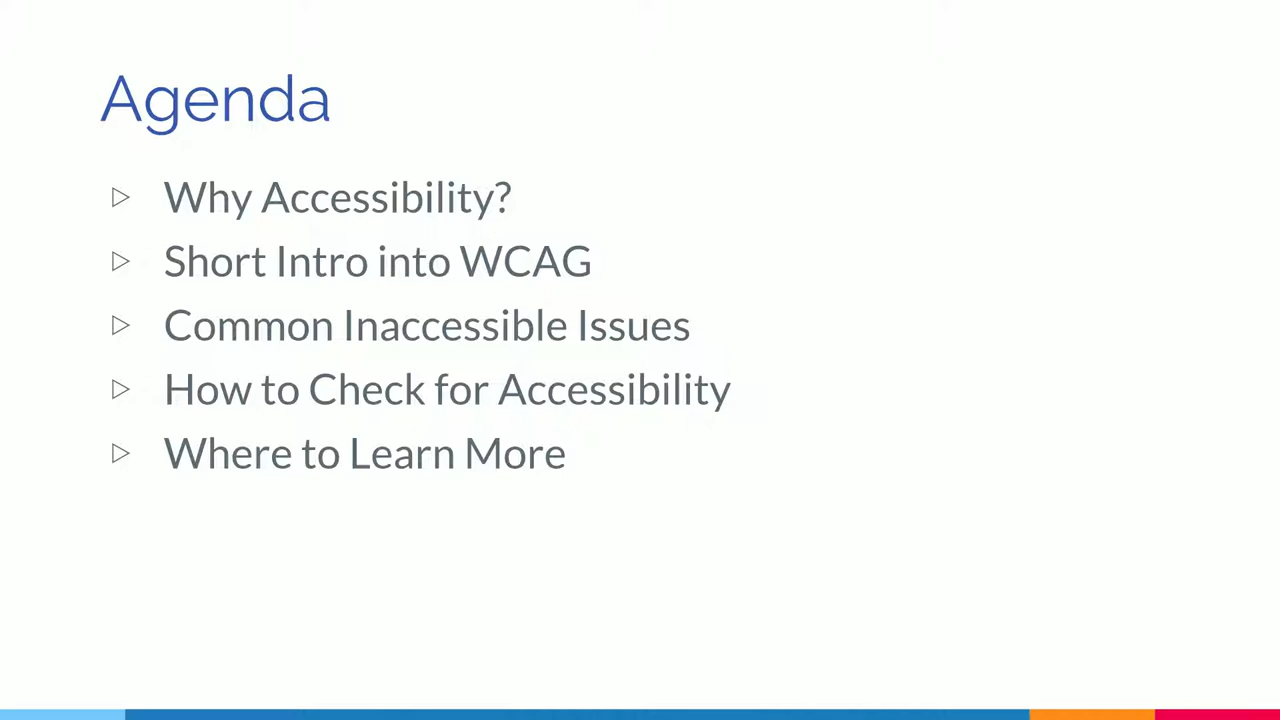 Agenda
Why Accessibility?
Short Intro into WCAG
Common Inaccessible Issues
How to Check for Accessibility
Where to Learn More